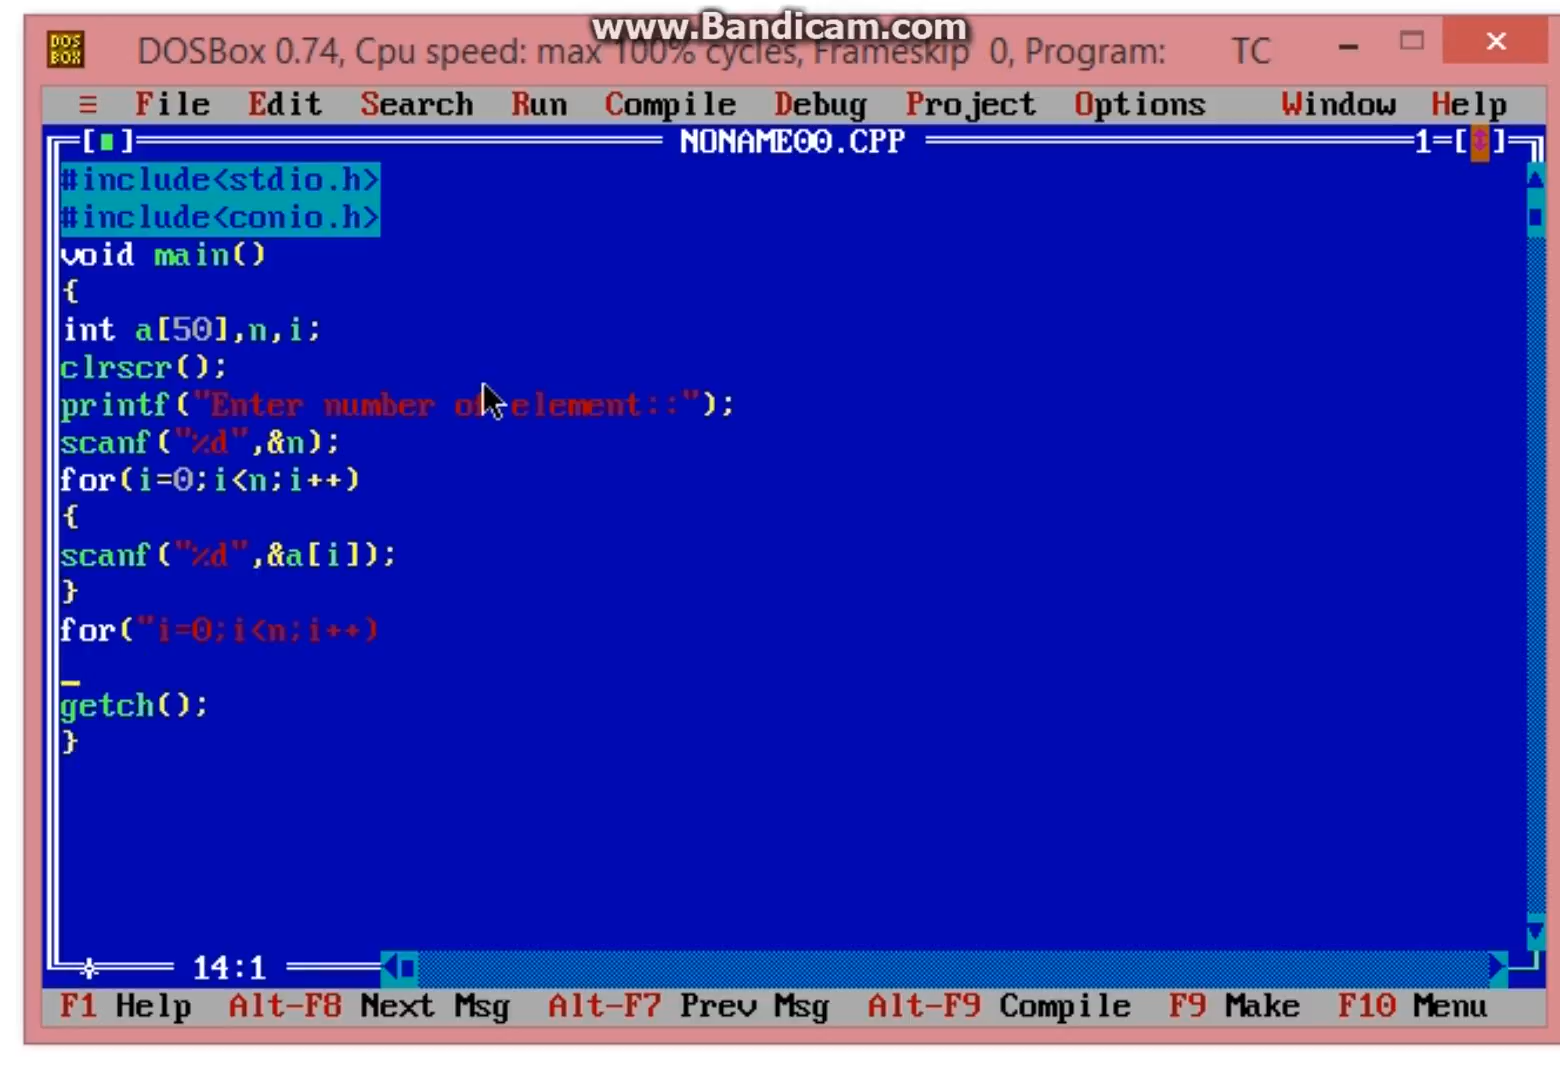 www.Bandicam.com
DOS BOX
DOSBox 0.74, Cpu speed: max 100% cycles, Frameskip 0, Program: TC
≡ File Edit Search Run Compile Debug Project Options Window Help
[■] NONAME00.CPP 1=[↕]
#include<stdio.h>
#include<conio.h>
void main()
{
int a[50],n,i;
clrscr();
printf("Enter number of element::");
scanf("%d",&n);
for(i=0;i<n;i++)
{
scanf("%d",&a[i]);
}
for("i=0;i<n;i++)
_
getch();
}
14:1
F1 Help Alt-F8 Next Msg Alt-F7 Prev Msg Alt-F9 Compile F9 Make F10 Menu